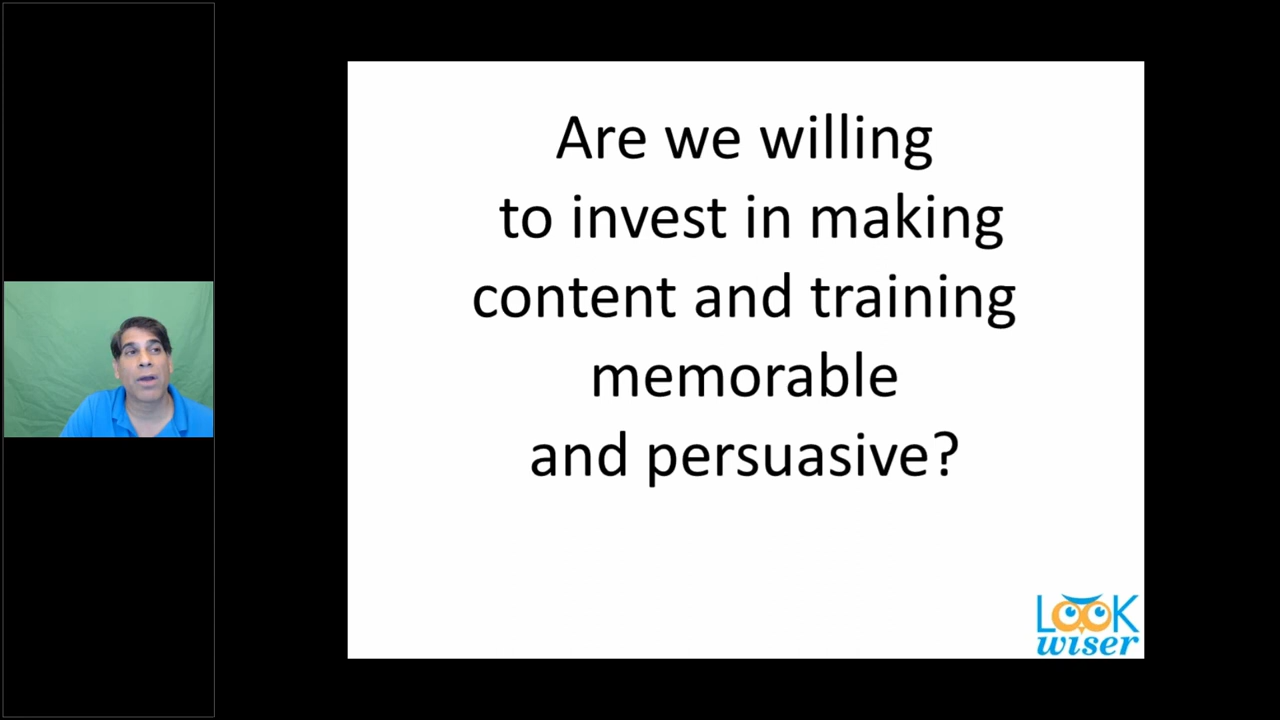 Are we willing
to invest in making
content and training
memorable
and persuasive?
LOOK
wiser